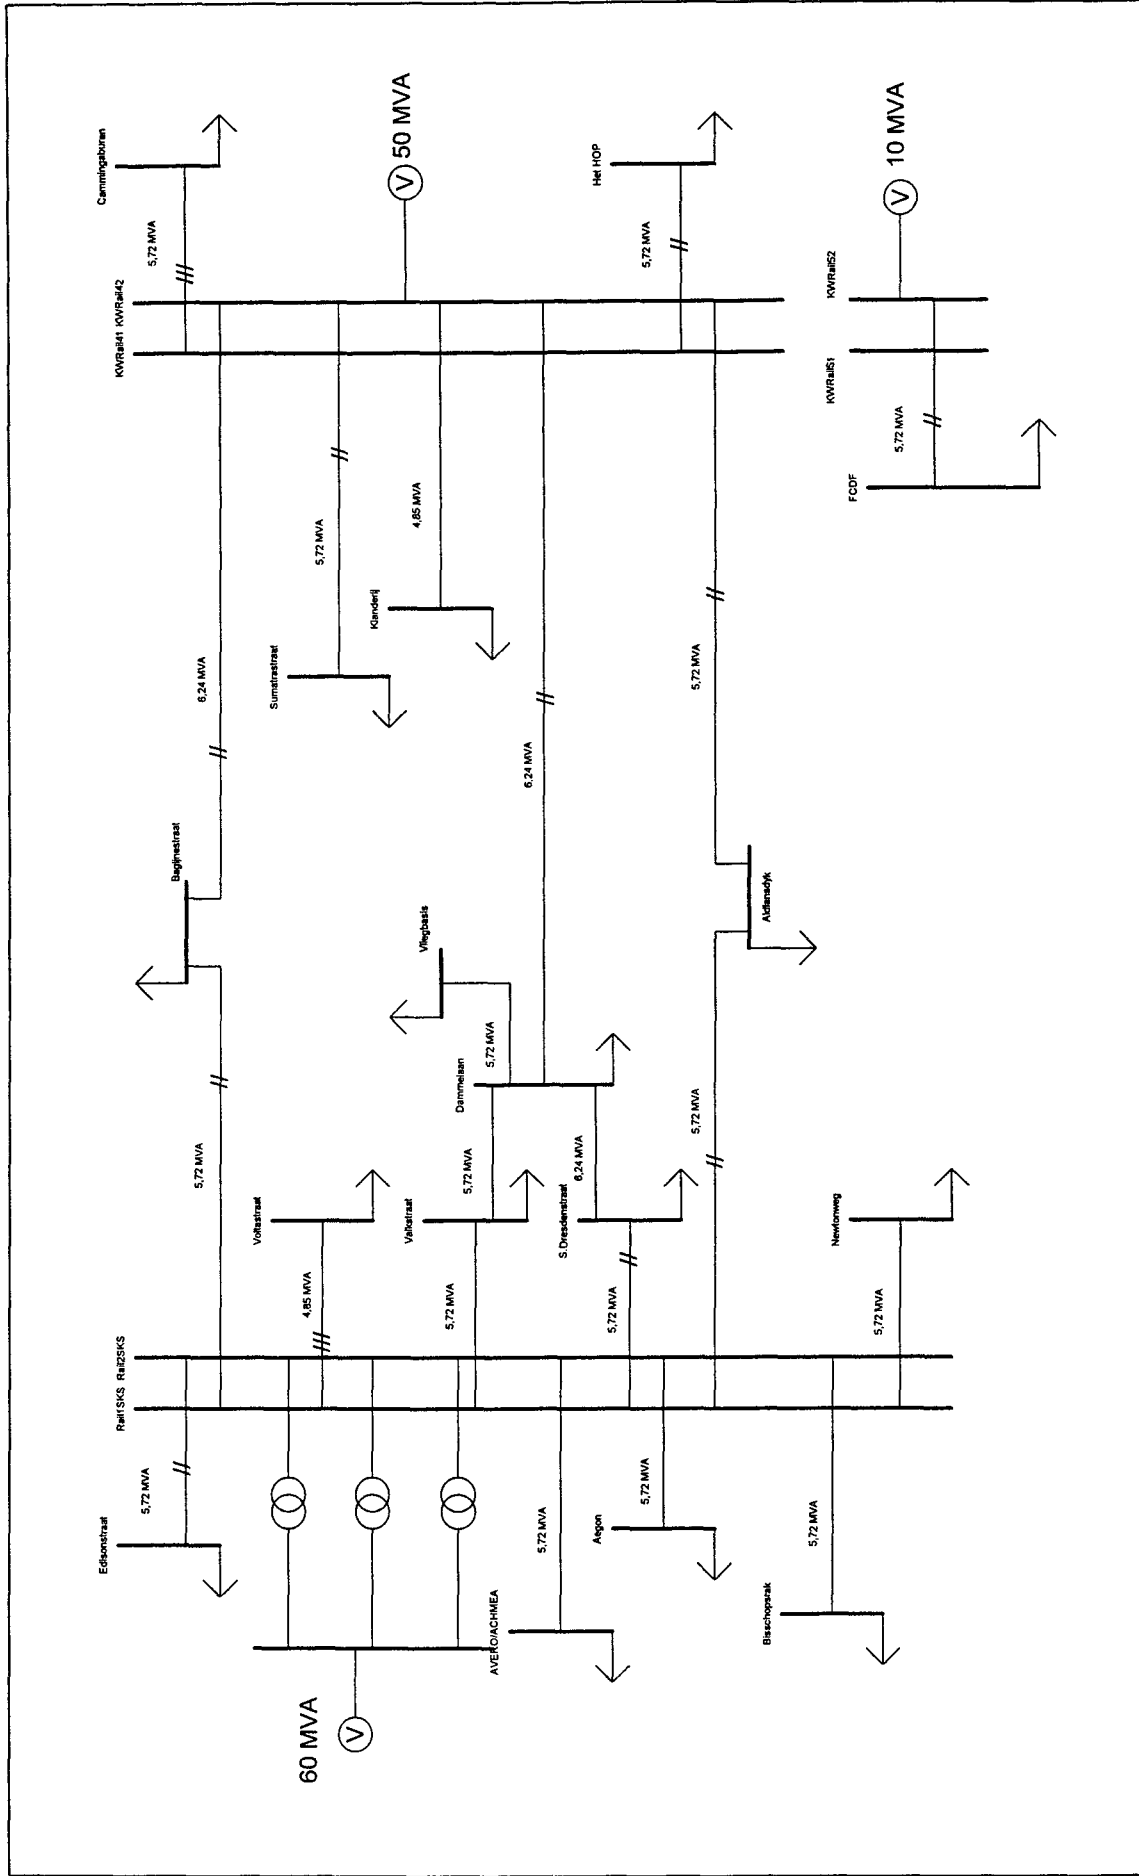 Cammingaburen
5,72 MVA
KWRail41 KWRail42
50 MVA
V
Het HOP
5,72 MVA
10 MVA
V
KWRail52
KWRail51
5,72 MVA
FCDF
6,24 MVA
5,72 MVA
Sumatrastraat
4,85 MVA
Klanderij
6,24 MVA
5,72 MVA
Bagijnestraat
Vliegbasis
5,72 MVA
Dammelaan
Aldlansdyk
5,72 MVA
Voltastraat
4,85 MVA
5,72 MVA
Valkstraat
5,72 MVA
6,24 MVA
S.Dresdenstraat
5,72 MVA
5,72 MVA
Newtonweg
5,72 MVA
Rail1SKS Rail2SKS
Edisonstraat
5,72 MVA
60 MVA
V
AVERO/ACHMEA
5,72 MVA
Aegon
5,72 MVA
Bisschopsrak
5,72 MVA